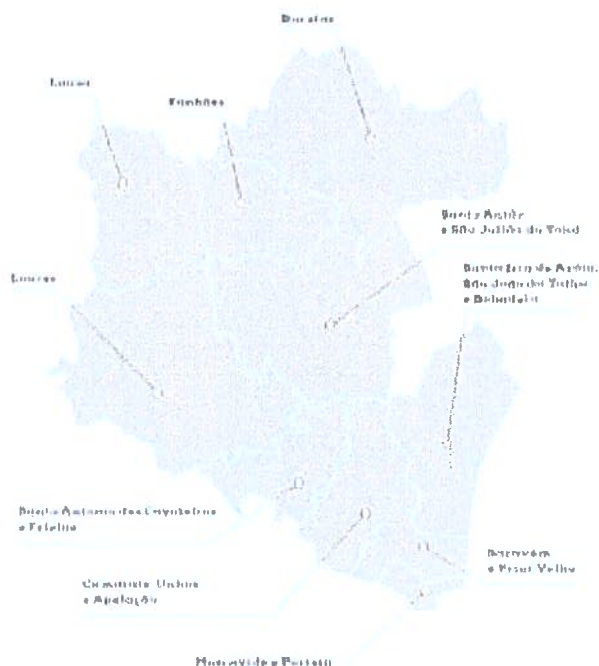 Bucelas
Lousa
Fanhões
Santo Antão
e São Julião do Tojal
Santa Iria de Azóia,
São João da Talha
e Bobadela
Loures
Santo António dos Cavaleiros
e Frielas
Sacavém
e Prior Velho
Camarate, Unhos
e Apelação
Moscavide e Portela